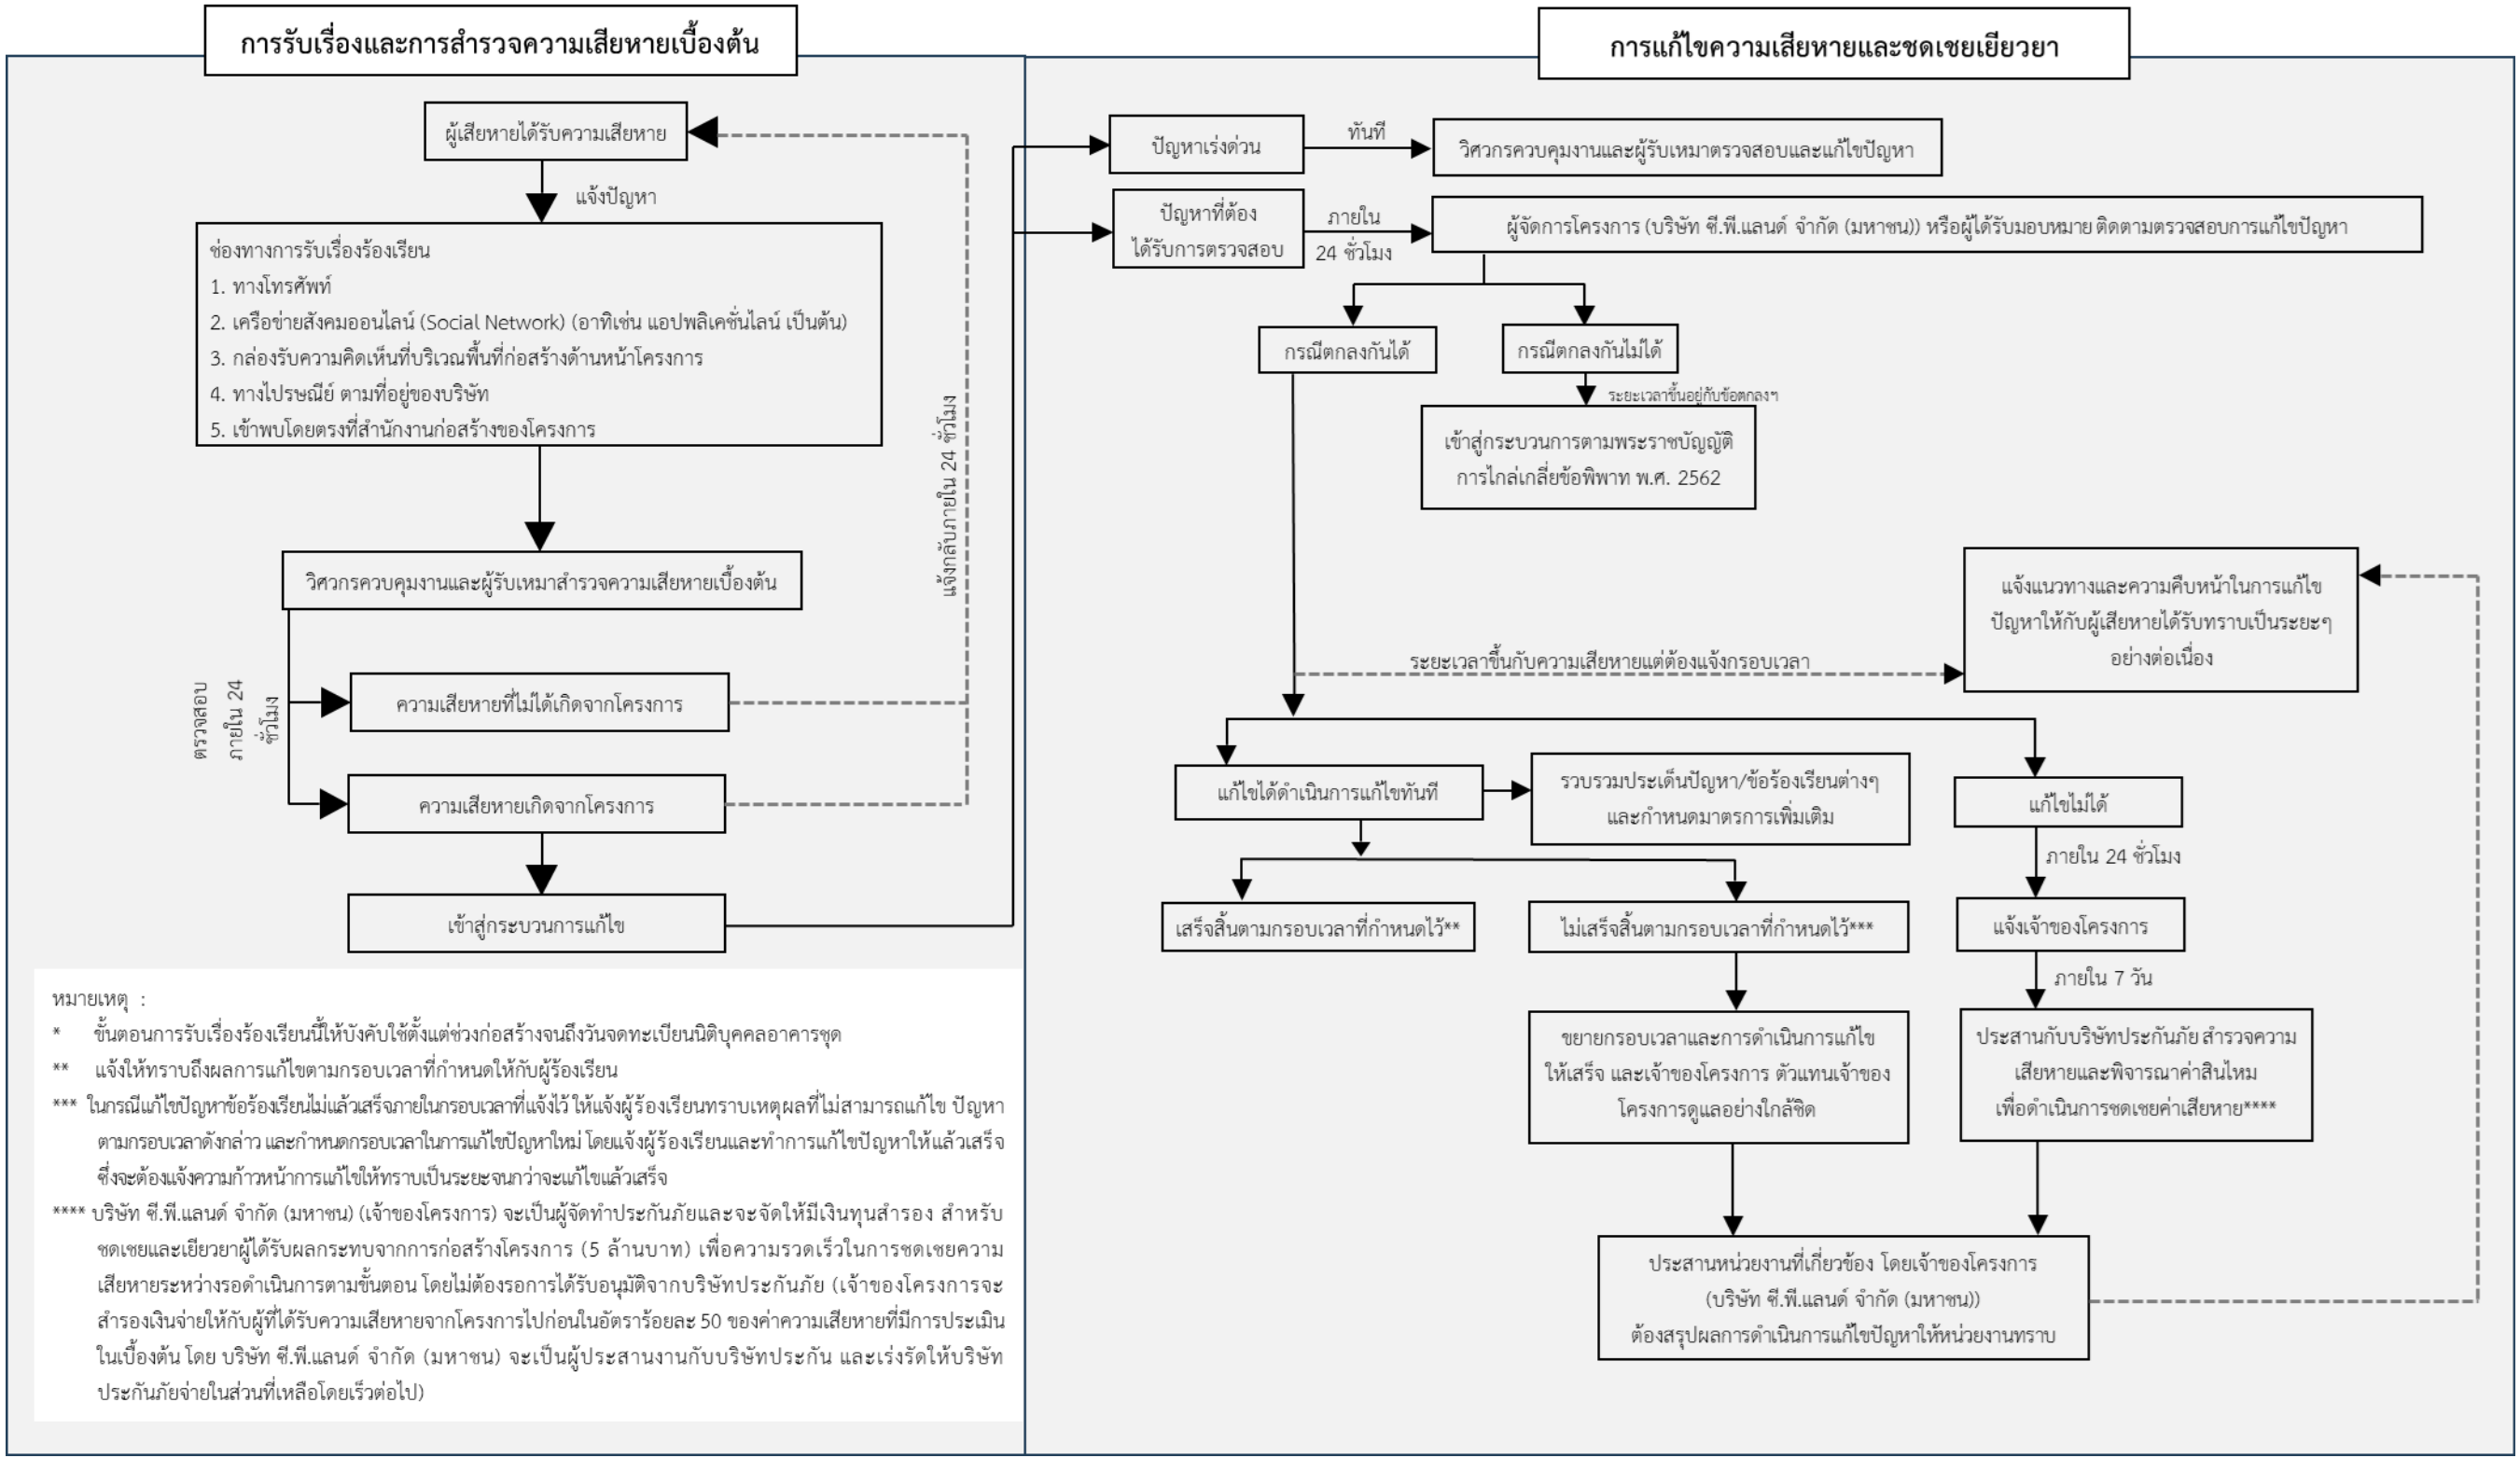 การรับเรื่องและการสำรวจความเสียหายเบื้องต้น
ผู้เสียหายได้รับความเสียหาย
แจ้งปัญหา
ช่องทางการรับเรื่องร้องเรียน
1. ทางโทรศัพท์
2. เครือข่ายสังคมออนไลน์ (Social Network) (อาทิเช่น แอปพลิเคชั่นไลน์ เป็นต้น)
3. กล่องรับความคิดเห็นที่บริเวณพื้นที่ก่อสร้างด้านหน้าโครงการ
4. ทางไปรษณีย์ ตามที่อยู่ของบริษัท
5. เข้าพบโดยตรงที่สำนักงานก่อสร้างของโครงการ
แจ้งกลับภายใน 24 ชั่วโมง
วิศวกรควบคุมงานและผู้รับเหมาสำรวจความเสียหายเบื้องต้น
ตรวจสอบ
ภายใน 24
ชั่วโมง
ความเสียหายที่ไม่ได้เกิดจากโครงการ
ความเสียหายเกิดจากโครงการ
เข้าสู่กระบวนการแก้ไข
หมายเหตุ :
* ขั้นตอนการรับเรื่องร้องเรียนนี้ให้บังคับใช้ตั้งแต่ช่วงก่อสร้างจนถึงวันจดทะเบียนนิติบุคคลอาคารชุด
** แจ้งให้ทราบถึงผลการแก้ไขตามกรอบเวลาที่กำหนดให้กับผู้ร้องเรียน
*** ในกรณีแก้ไขปัญหาข้อร้องเรียนไม่แล้วเสร็จภายในกรอบเวลาที่แจ้งไว้ ให้แจ้งผู้ร้องเรียนทราบเหตุผลที่ไม่สามารถแก้ไข ปัญหา
ตามกรอบเวลาดังกล่าว และกำหนดกรอบเวลาในการแก้ไขปัญหาใหม่ โดยแจ้งผู้ร้องเรียนและทำการแก้ไขปัญหาให้แล้วเสร็จ
ซึ่งจะต้องแจ้งความก้าวหน้าการแก้ไขให้ทราบเป็นระยะจนกว่าจะแก้ไขแล้วเสร็จ
**** บริษัท ซี.พี.แลนด์ จำกัด (มหาชน) (เจ้าของโครงการ) จะเป็นผู้จัดทำประกันภัยและจะจัดให้มีเงินทุนสำรอง สำหรับ
ชดเชยและเยียวยาผู้ได้รับผลกระทบจากการก่อสร้างโครงการ (5 ล้านบาท) เพื่อความรวดเร็วในการชดเชยความ
เสียหายระหว่างรอดำเนินการตามขั้นตอน โดยไม่ต้องรอการได้รับอนุมัติจากบริษัทประกันภัย (เจ้าของโครงการจะ
สำรองเงินจ่ายให้กับผู้ที่ได้รับความเสียหายจากโครงการไปก่อนในอัตราร้อยละ 50 ของค่าความเสียหายที่มีการประเมิน
ในเบื้องต้น โดย บริษัท ซี.พี.แลนด์ จำกัด (มหาชน) จะเป็นผู้ประสานงานกับบริษัทประกัน และเร่งรัดให้บริษัท
ประกันภัยจ่ายในส่วนที่เหลือโดยเร็วต่อไป)
การแก้ไขความเสียหายและชดเชยเยียวยา
ปัญหาเร่งด่วน
ทันที
วิศวกรควบคุมงานและผู้รับเหมาตรวจสอบและแก้ไขปัญหา
ปัญหาที่ต้อง
ได้รับการตรวจสอบ
ภายใน
24 ชั่วโมง
ผู้จัดการโครงการ (บริษัท ซี.พี.แลนด์ จำกัด (มหาชน)) หรือผู้ได้รับมอบหมาย ติดตามตรวจสอบการแก้ไขปัญหา
กรณีตกลงกันได้
กรณีตกลงกันไม่ได้
ระยะเวลาขึ้นอยู่กับข้อตกลงฯ
เข้าสู่กระบวนการตามพระราชบัญญัติ
การไกล่เกลี่ยข้อพิพาท พ.ศ. 2562
แจ้งแนวทางและความคืบหน้าในการแก้ไข
ปัญหาให้กับผู้เสียหายได้รับทราบเป็นระยะๆ
อย่างต่อเนื่อง
ระยะเวลาขึ้นกับความเสียหายแต่ต้องแจ้งกรอบเวลา
แก้ไขได้ดำเนินการแก้ไขทันที
รวบรวมประเด็นปัญหา/ข้อร้องเรียนต่างๆ
และกำหนดมาตรการเพิ่มเติม
แก้ไขไม่ได้
ภายใน 24 ชั่วโมง
เสร็จสิ้นตามกรอบเวลาที่กำหนดไว้**
ไม่เสร็จสิ้นตามกรอบเวลาที่กำหนดไว้***
แจ้งเจ้าของโครงการ
ภายใน 7 วัน
ขยายกรอบเวลาและการดำเนินการแก้ไข
ให้เสร็จ และเจ้าของโครงการ ตัวแทนเจ้าของ
โครงการดูแลอย่างใกล้ชิด
ประสานกับบริษัทประกันภัย สำรวจความ
เสียหายและพิจารณาค่าสินไหม
เพื่อดำเนินการชดเชยค่าเสียหาย****
ประสานหน่วยงานที่เกี่ยวข้อง โดยเจ้าของโครงการ
(บริษัท ซี.พี.แลนด์ จำกัด (มหาชน))
ต้องสรุปผลการดำเนินการแก้ไขปัญหาให้หน่วยงานทราบ